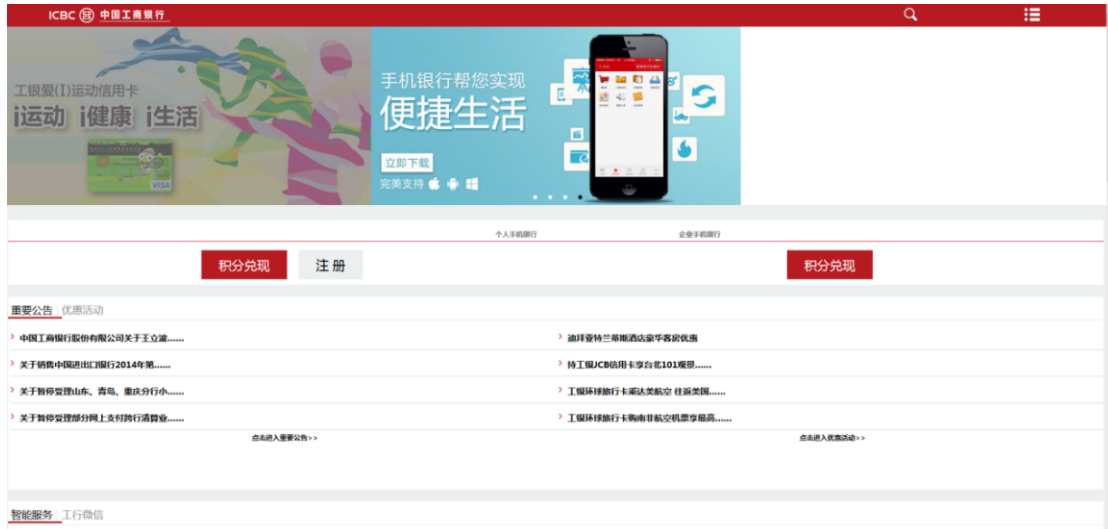 ICBC 中国工商银行
工银爱(I)运动信用卡
i运动 i健康 i生活
VISA
手机银行帮您实现
便捷生活
立即下载
完美支持
个人手机银行 企业手机银行
积分兑现 注 册 积分兑现
重要公告 优惠活动
中国工商银行股份有限公司关于王立波...... 迪拜亚特兰蒂斯酒店豪华客房优惠
关于销售中国进出口银行2014年第...... 持工银JCB信用卡享台北101观景......
关于暂停受理山东、青岛、重庆分行小...... 工银环球旅行卡乘达美航空 往返美国......
关于暂停受理部分网上支付跨行清算业...... 工银环球旅行卡购南非航空机票享最高......
点击进入重要公告>> 点击进入优惠活动>>
智能服务 工行微信